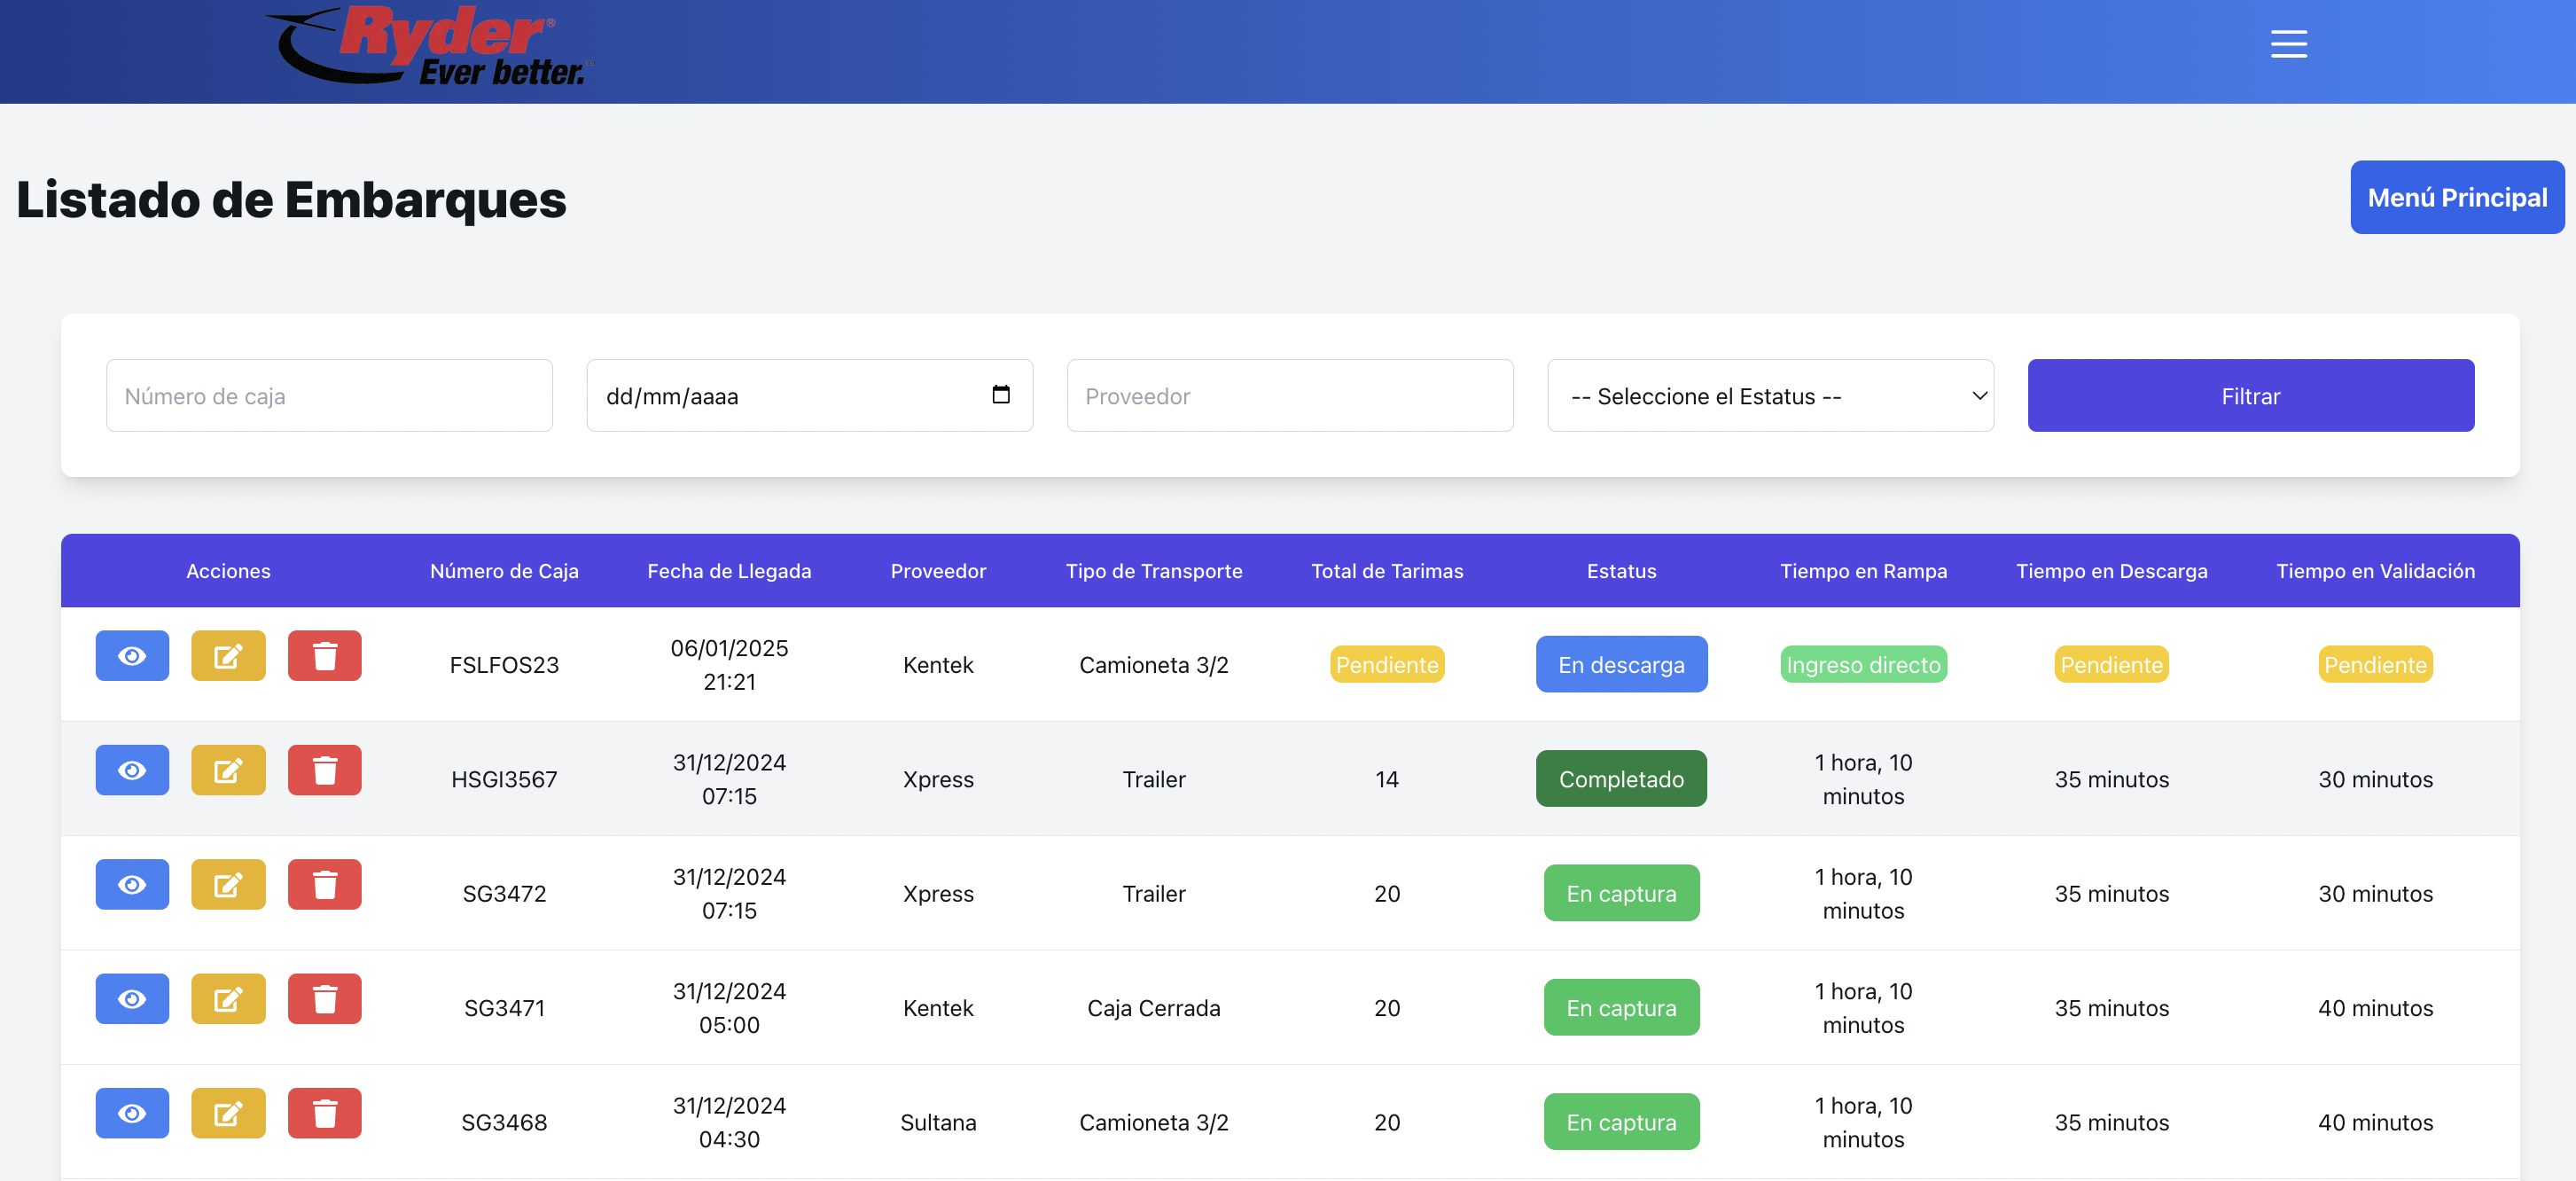 Ryder®
Ever better.
Listado de Embarques
Menú Principal
Número de caja
dd/mm/aaaa
Proveedor
-- Seleccione el Estatus --
Filtrar
Acciones Número de Caja Fecha de Llegada Proveedor Tipo de Transporte Total de Tarimas Estatus Tiempo en Rampa Tiempo en Descarga Tiempo en Validación
FSLFOS23 06/01/2025 21:21 Kentek Camioneta 3/2 Pendiente En descarga Ingreso directo Pendiente Pendiente
HSGI3567 31/12/2024 07:15 Xpress Trailer 14 Completado 1 hora, 10 minutos 35 minutos 30 minutos
SG3472 31/12/2024 07:15 Xpress Trailer 20 En captura 1 hora, 10 minutos 35 minutos 30 minutos
SG3471 31/12/2024 05:00 Kentek Caja Cerrada 20 En captura 1 hora, 10 minutos 35 minutos 40 minutos
SG3468 31/12/2024 04:30 Sultana Camioneta 3/2 20 En captura 1 hora, 10 minutos 35 minutos 40 minutos